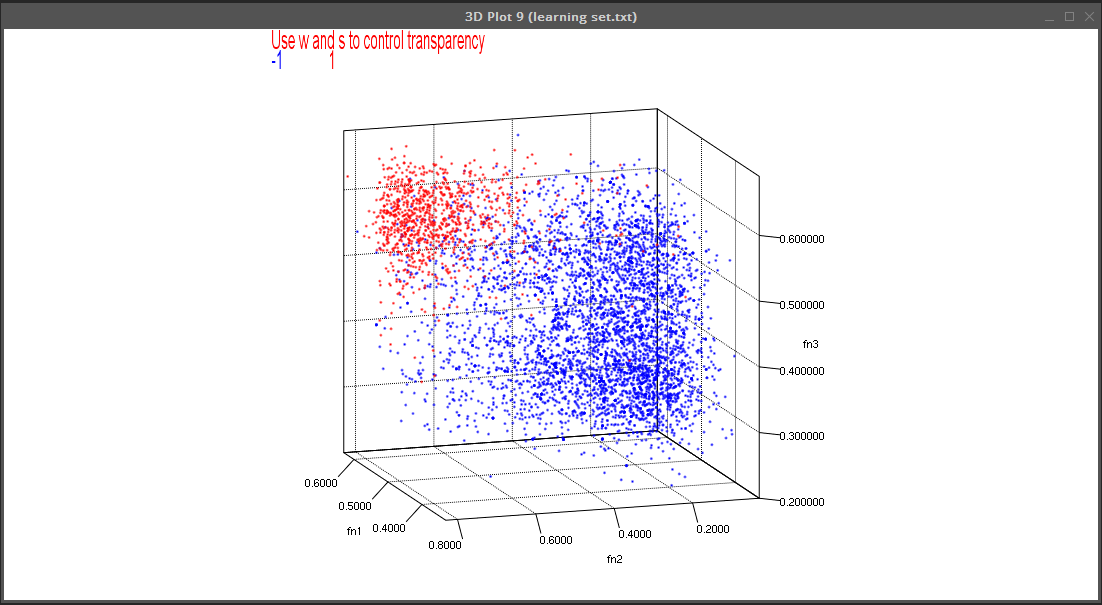 3D Plot 9 (learning set.txt)
Use w and s to control transparency
-1 1
0.600000
0.500000
fn3
0.400000
0.300000
0.200000
0.6000
0.5000
0.4000
fn1
0.8000
0.6000
0.4000
0.2000
fn2